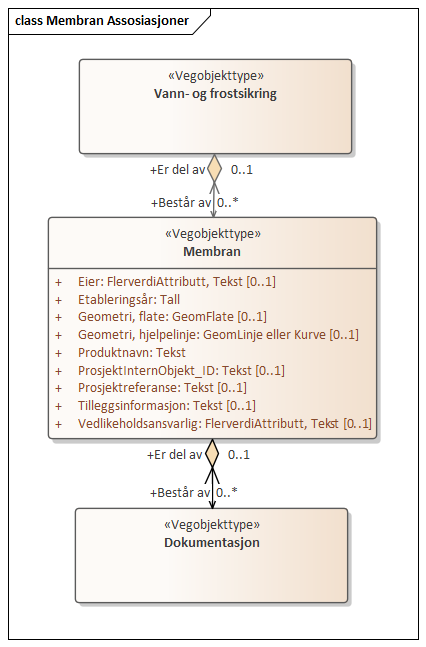 class Membran Assosiasjoner
«Vegobjekttype»
Vann- og frostsikring
+Er del av 0..1
+Består av 0..*
«Vegobjekttype»
Membran
+ Eier: FlerverdiAttributt, Tekst [0..1]
+ Etableringsår: Tall
+ Geometri, flate: GeomFlate [0..1]
+ Geometri, hjelpelinje: GeomLinje eller Kurve [0..1]
+ Produktnavn: Tekst
+ ProsjektInternObjekt_ID: Tekst [0..1]
+ Prosjektreferanse: Tekst [0..1]
+ Tilleggsinformasjon: Tekst [0..1]
+ Vedlikeholdsansvarlig: FlerverdiAttributt, Tekst [0..1]
+Er del av 0..1
+Består av 0..*
«Vegobjekttype»
Dokumentasjon